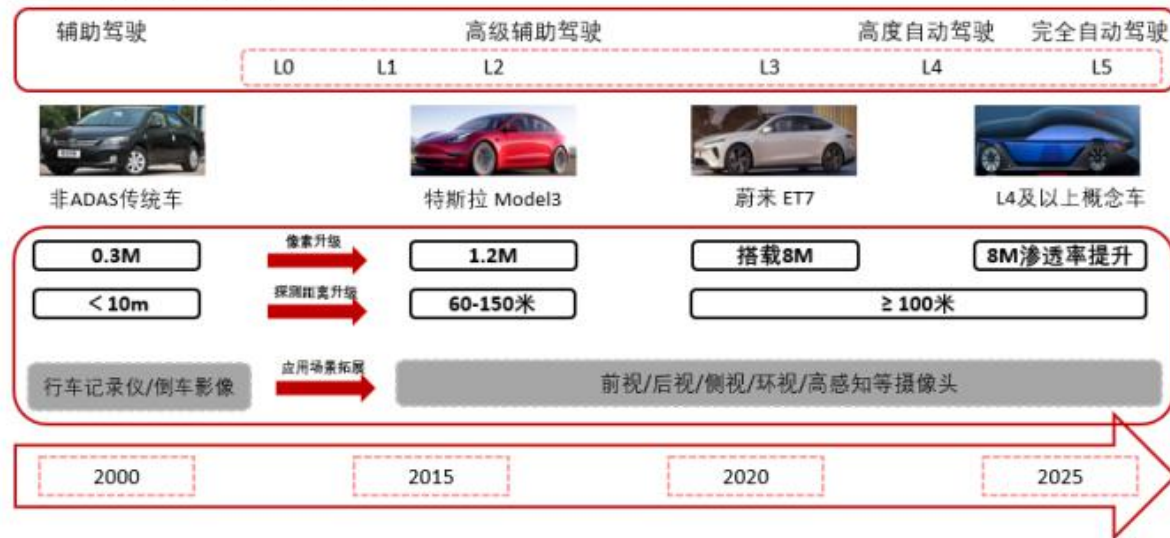 辅助驾驶 高级辅助驾驶 高度自动驾驶 完全自动驾驶
L0 L1 L2 L3 L4 L5
非ADAS传统车 特斯拉 Model3 蔚来 ET7 L4及以上概念车
0.3M 像素升级 1.2M 搭载8M 8M渗透率提升
＜10m 探测距离升级 60-150米 ≥100米
行车记录仪/倒车影像 应用场景拓展 前视/后视/侧视/环视/高感知等摄像头
2000 2015 2020 2025